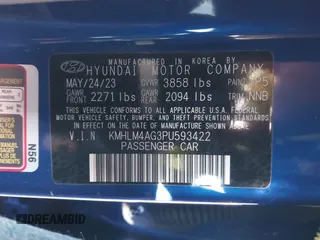 MANUFACTURED IN KOREA BY
HYUNDAI MOTOR COMPANY
MAY/24/23
GVWR 3858 lbs
PAINT
GAWR FRONT 2271 lbs
GAWR REAR 2094 lbs
TRIM NNB
THIS VEHICLE CONFORMS TO ALL APPLICABLE U.S. FEDERAL
MOTOR VEHICLE SAFETY, BUMPER, AND THEFT PREVENTION
STANDARDS IN EFFECT ON THE DATE OF MANUFACTURE
SHOWN ABOVE.
V.I.N KMHLM4AG3PU593422
PASSENGER CAR
N56
DREAMBID